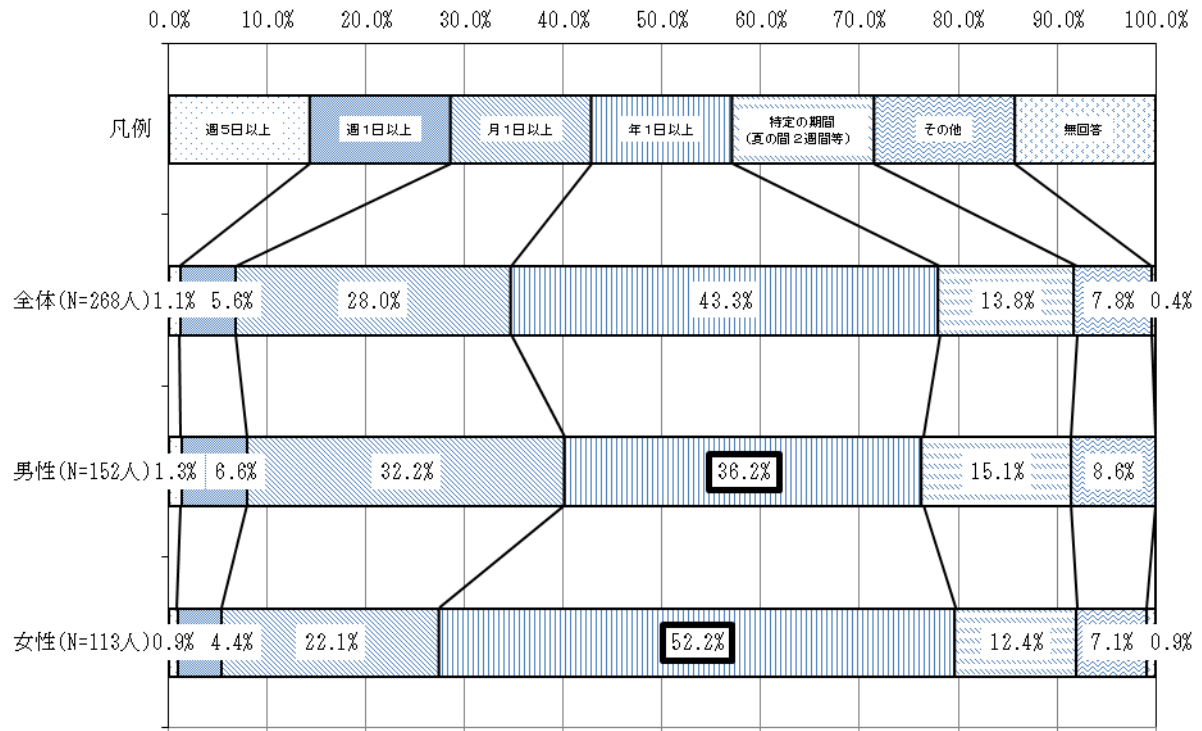 0.0% 10.0% 20.0% 30.0% 40.0% 50.0% 60.0% 70.0% 80.0% 90.0% 100.0%
凡例 週5日以上 週1日以上 月1日以上 年1日以上 特定の期間 その他 無回答
(夏の間2週間等)
全体(N=268人) 1.1% 5.6% 28.0% 43.3% 13.8% 7.8% 0.4%
男性(N=152人) 1.3% 6.6% 32.2% 36.2% 15.1% 8.6%
女性(N=113人) 0.9% 4.4% 22.1% 52.2% 12.4% 7.1% 0.9%